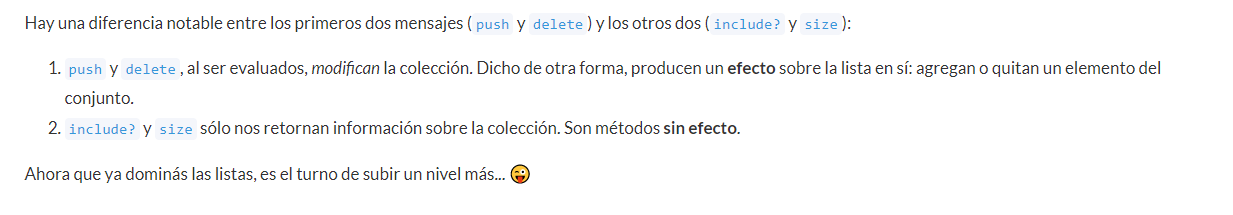 Hay una diferencia notable entre los primeros dos mensajes ( push y delete ) y los otros dos ( include? y size ):
1. push y delete , al ser evaluados, modifican la colección. Dicho de otra forma, producen un efecto sobre la lista en sí: agregan o quitan un elemento del
conjunto.
2. include? y size sólo nos retornan información sobre la colección. Son métodos sin efecto.
Ahora que ya dominás las listas, es el turno de subir un nivel más... 😜